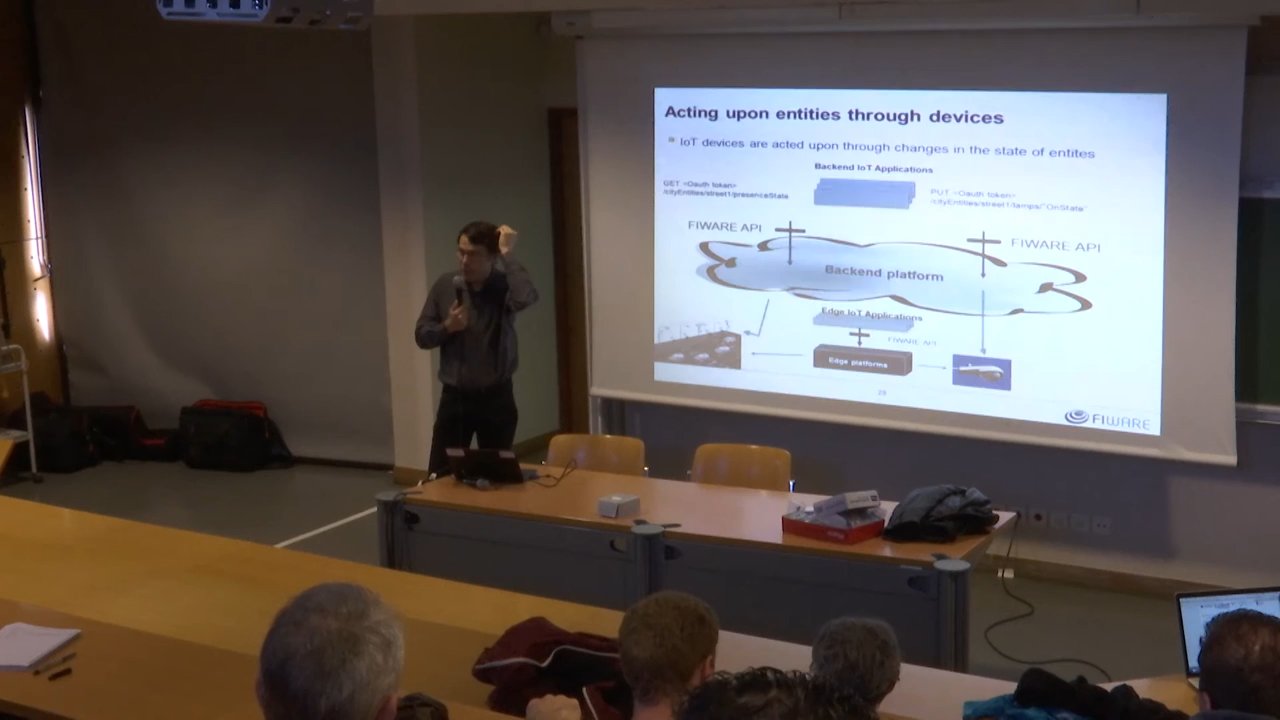 Acting upon entities through devices
IoT devices are acted upon through changes in the state of entites
Backend IoT Applications
GET <Oauth token>
/cityEntities/street1/presenceState
PUT <Oauth token>
/cityEntities/street1/lamps/"OnState"
FIWARE API
FIWARE API
Backend platform
Edge IoT Applications
FIWARE API
Edge platforms
29
FIWARE